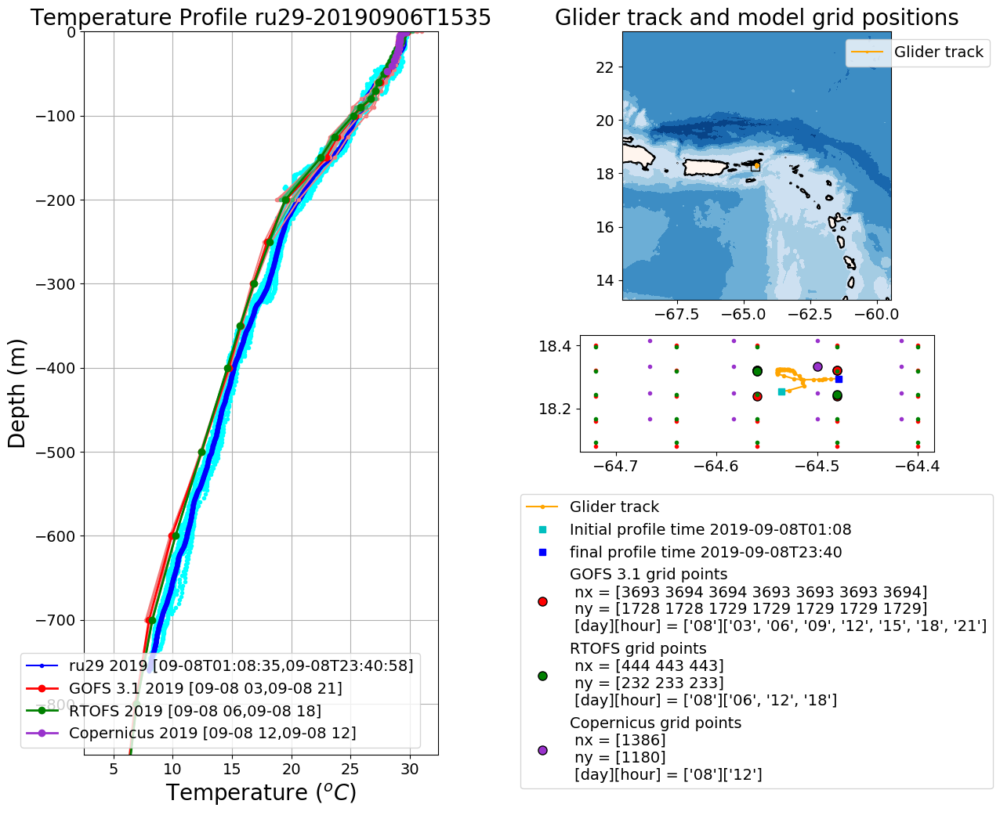 Temperature Profile ru29-20190906T1535
0
−100
−200
−300
−400
−500
−600
−700
−800
Depth (m)
5
10
15
20
25
30
Temperature (°C)
ru29 2019 [09-08T01:08:35,09-08T23:40:58]
GOFS 3.1 2019 [09-08 03,09-08 21]
RTOFS 2019 [09-08 06,09-08 18]
Copernicus 2019 [09-08 12,09-08 12]
Glider track and model grid positions
Glider track
22
20
18
16
14
−67.5
−65.0
−62.5
−60.0
18.4
18.2
−64.7
−64.6
−64.5
−64.4
Glider track
Initial profile time 2019-09-08T01:08
final profile time 2019-09-08T23:40
GOFS 3.1 grid points
nx = [3693 3694 3694 3693 3693 3693 3694]
ny = [1728 1728 1729 1729 1729 1729 1729]
[day][hour] = ['08']['03', '06', '09', '12', '15', '18', '21']
RTOFS grid points
nx = [444 443 443]
ny = [232 233 233]
[day][hour] = ['08']['06', '12', '18']
Copernicus grid points
nx = [1386]
ny = [1180]
[day][hour] = ['08']['12']